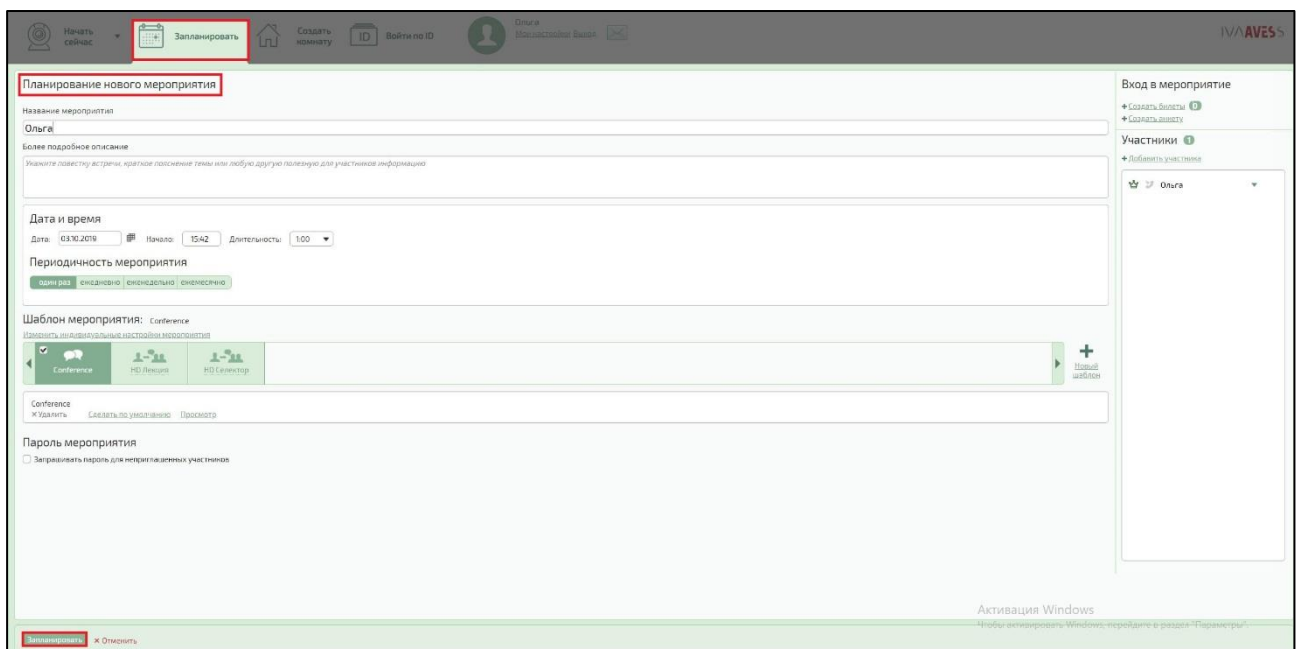 Начать сейчас
Запланировать
Создать комнату
ID
Войти по ID
Ольга
Мои настройки Выход
IVA AVES S
Планирование нового мероприятия
Название мероприятия
Ольга
Более подробное описание
Укажите повестку встречи, краткое пояснение темы или любую другую полезную для участников информацию
Дата и время
Дата: 03.10.2019 Начало: 15:42 Длительность: 1:00
Периодичность мероприятия
один раз ежедневно еженедельно ежемесячно
Шаблон мероприятия: Conference
Изменить индивидуальные настройки мероприятия
Conference HD Лекция HD Селектор
Новый шаблон
Conference
× Удалить Сделать по умолчанию Просмотр
Пароль мероприятия
Запрашивать пароль для неприглашенных участников
Вход в мероприятие
+ Создать билеты 0
+ Создать анкету
Участники 1
+ Добавить участника
Ольга
Активация Windows
Чтобы активировать Windows, перейдите в раздел "Параметры".
Запланировать × Отменить